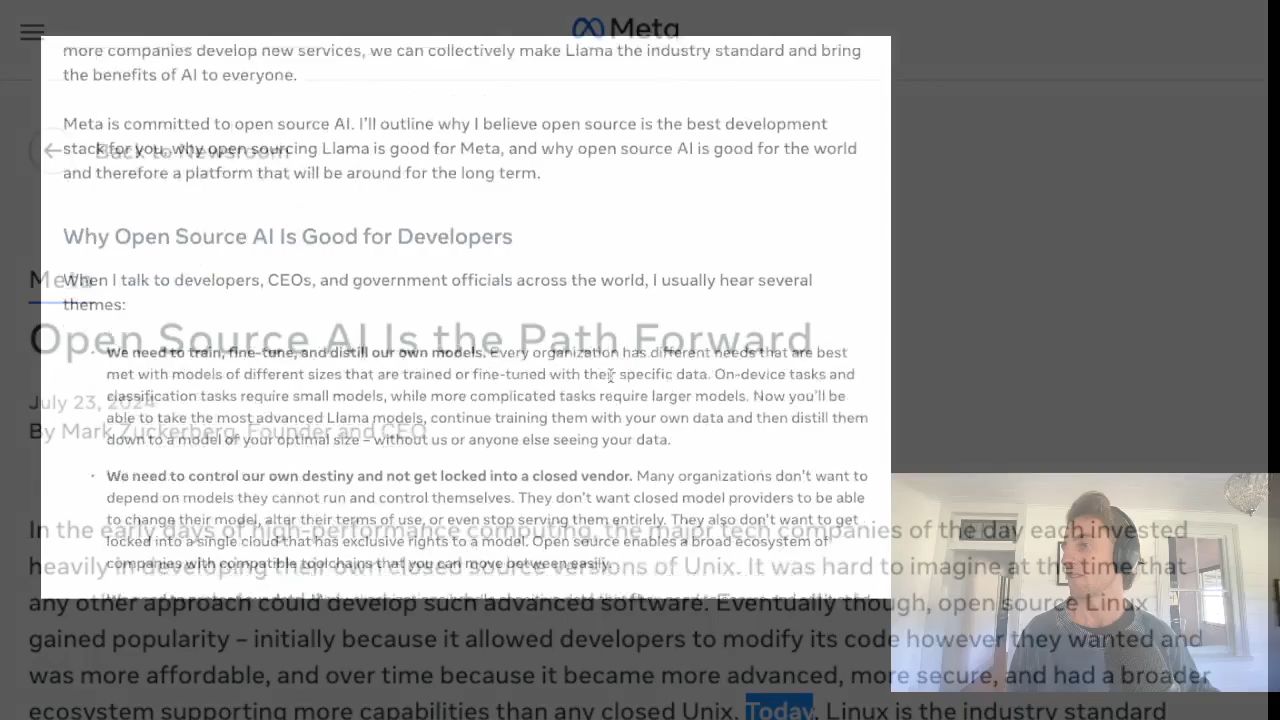 Meta
more companies develop new services, we can collectively make Llama the industry standard and bring
the benefits of AI to everyone.
Meta is committed to open source AI. I'll outline why I believe open source is the best development
stack for you, why open sourcing Llama is good for Meta, and why open source AI is good for the world
and therefore a platform that will be around for the long term.
Why Open Source AI Is Good for Developers
When I talk to developers, CEOs, and government officials across the world, I usually hear several
themes:
· We need to train, fine-tune, and distill our own models. Every organization has different needs that are best
met with models of different sizes that are trained or fine-tuned with their specific data. On-device tasks and
classification tasks require small models, while more complicated tasks require larger models. Now you'll be
able to take the most advanced Llama models, continue training them with your own data and then distill them
down to a model of your optimal size – without us or anyone else seeing your data.
· We need to control our own destiny and not get locked into a closed vendor. Many organizations don't want to
depend on models they cannot run and control themselves. They don't want closed model providers to be able
to change their model, alter their terms of use, or even stop serving them entirely. They also don't want to get
locked into a single cloud that has exclusive rights to a model. Open source enables a broad ecosystem of
companies with compatible toolchains that you can move between easily.
← Back to Newsroom
Meta
Open Source AI Is the Path Forward
July 23, 2024
By Mark Zuckerberg, Founder and CEO
In the early days of high-performance computing, the major tech companies of the day each invested
heavily in developing their own closed source versions of Unix. It was hard to imagine at the time that
any other approach could develop such advanced software. Eventually though, open source Linux
gained popularity – initially because it allowed developers to modify its code however they wanted and
was more affordable, and over time because it became more advanced, more secure, and had a broader
ecosystem supporting more capabilities than any closed Unix. Today, Linux is the industry standard